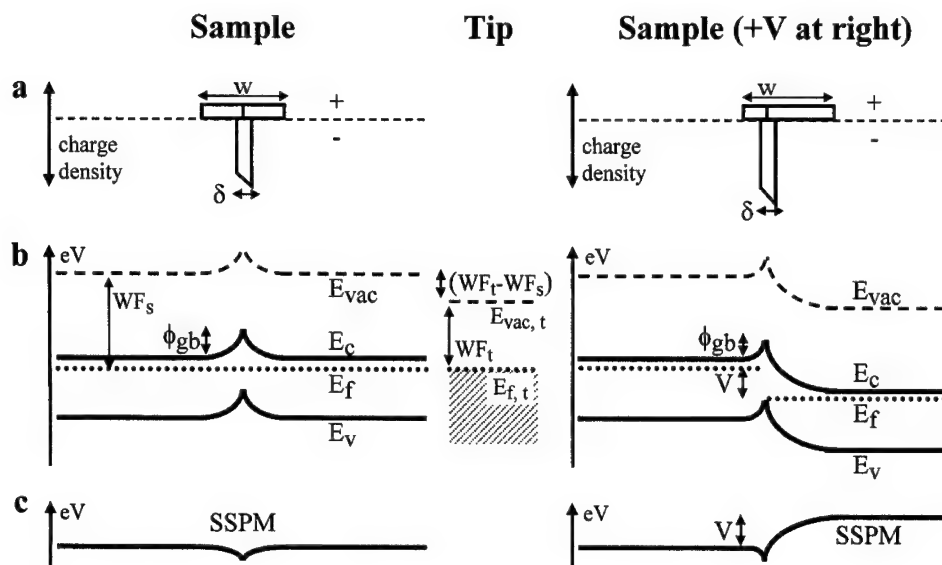 Sample Tip Sample (+V at right)
a
w
+
-
charge
density
δ
w
+
-
charge
density
δ
b
eV
E_vac
WF_s
ϕ_gb
E_c
E_f
E_v
(WF_t-WF_s)
E_vac, t
WF_t
E_f, t
eV
E_vac
ϕ_gb
V
E_c
E_f
E_v
c
eV
SSPM
eV
V
SSPM